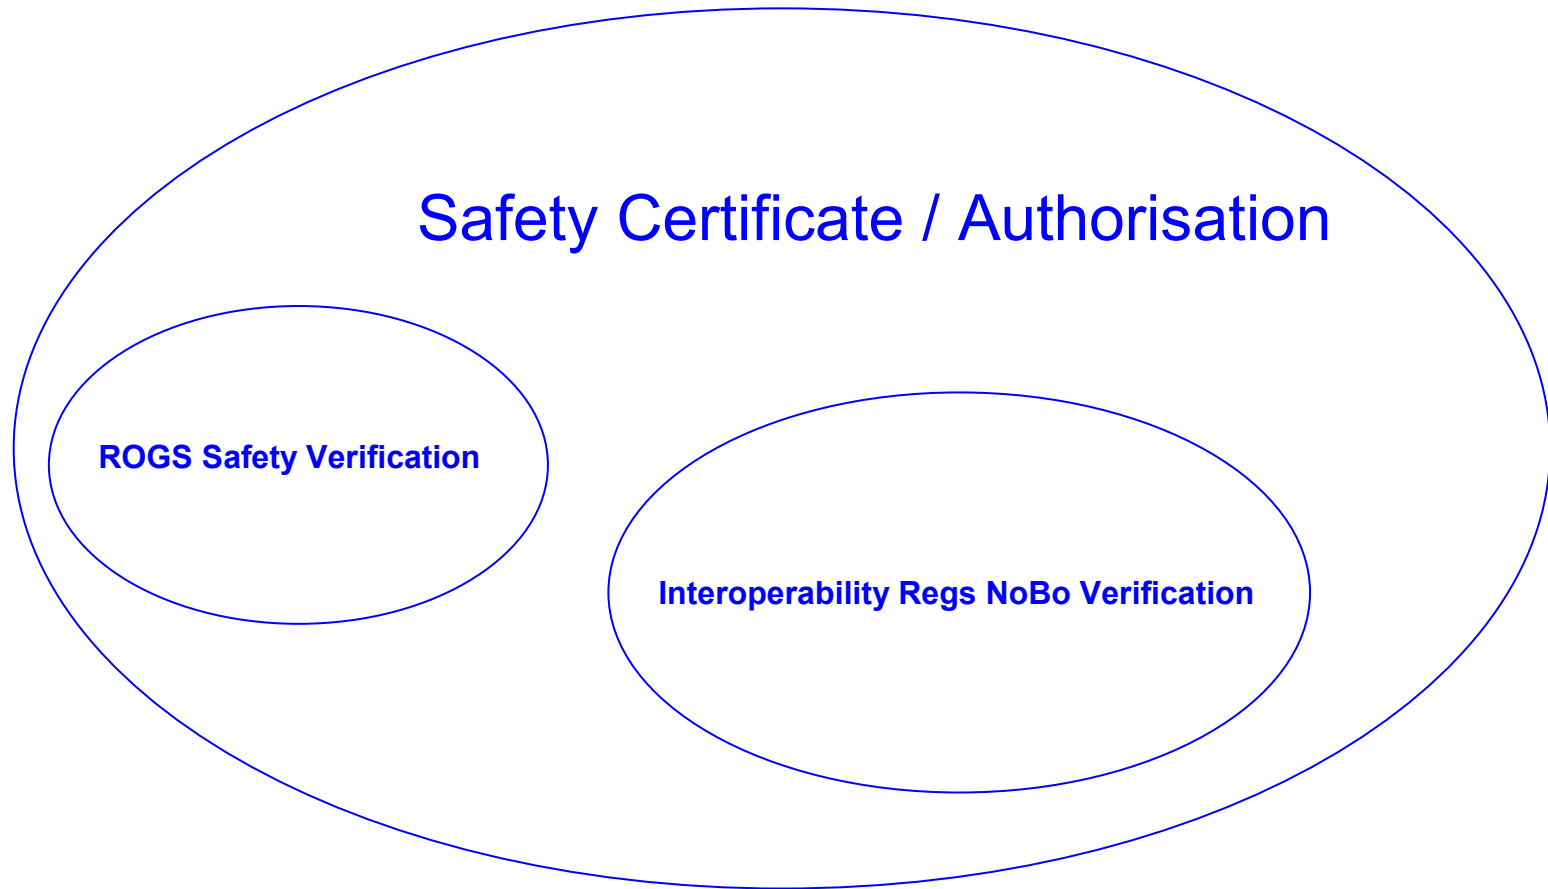 Safety Certificate / Authorisation
ROGS Safety Verification
Interoperability Regs NoBo Verification